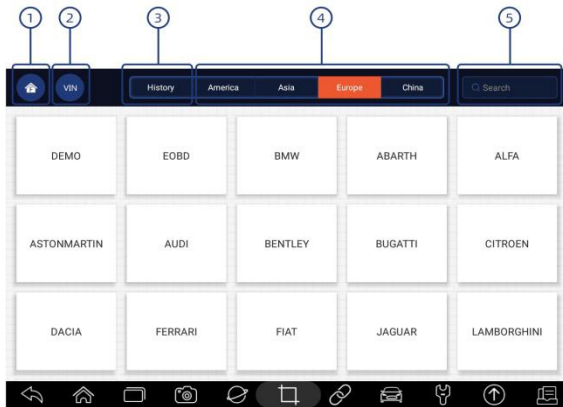 1 2 3 4 5
VIN History America Asia Europe China Search
DEMO EOBD BMW ABARTH ALFA
ASTONMARTIN AUDI BENTLEY BUGATTI CITROEN
DACIA FERRARI FIAT JAGUAR LAMBORGHINI